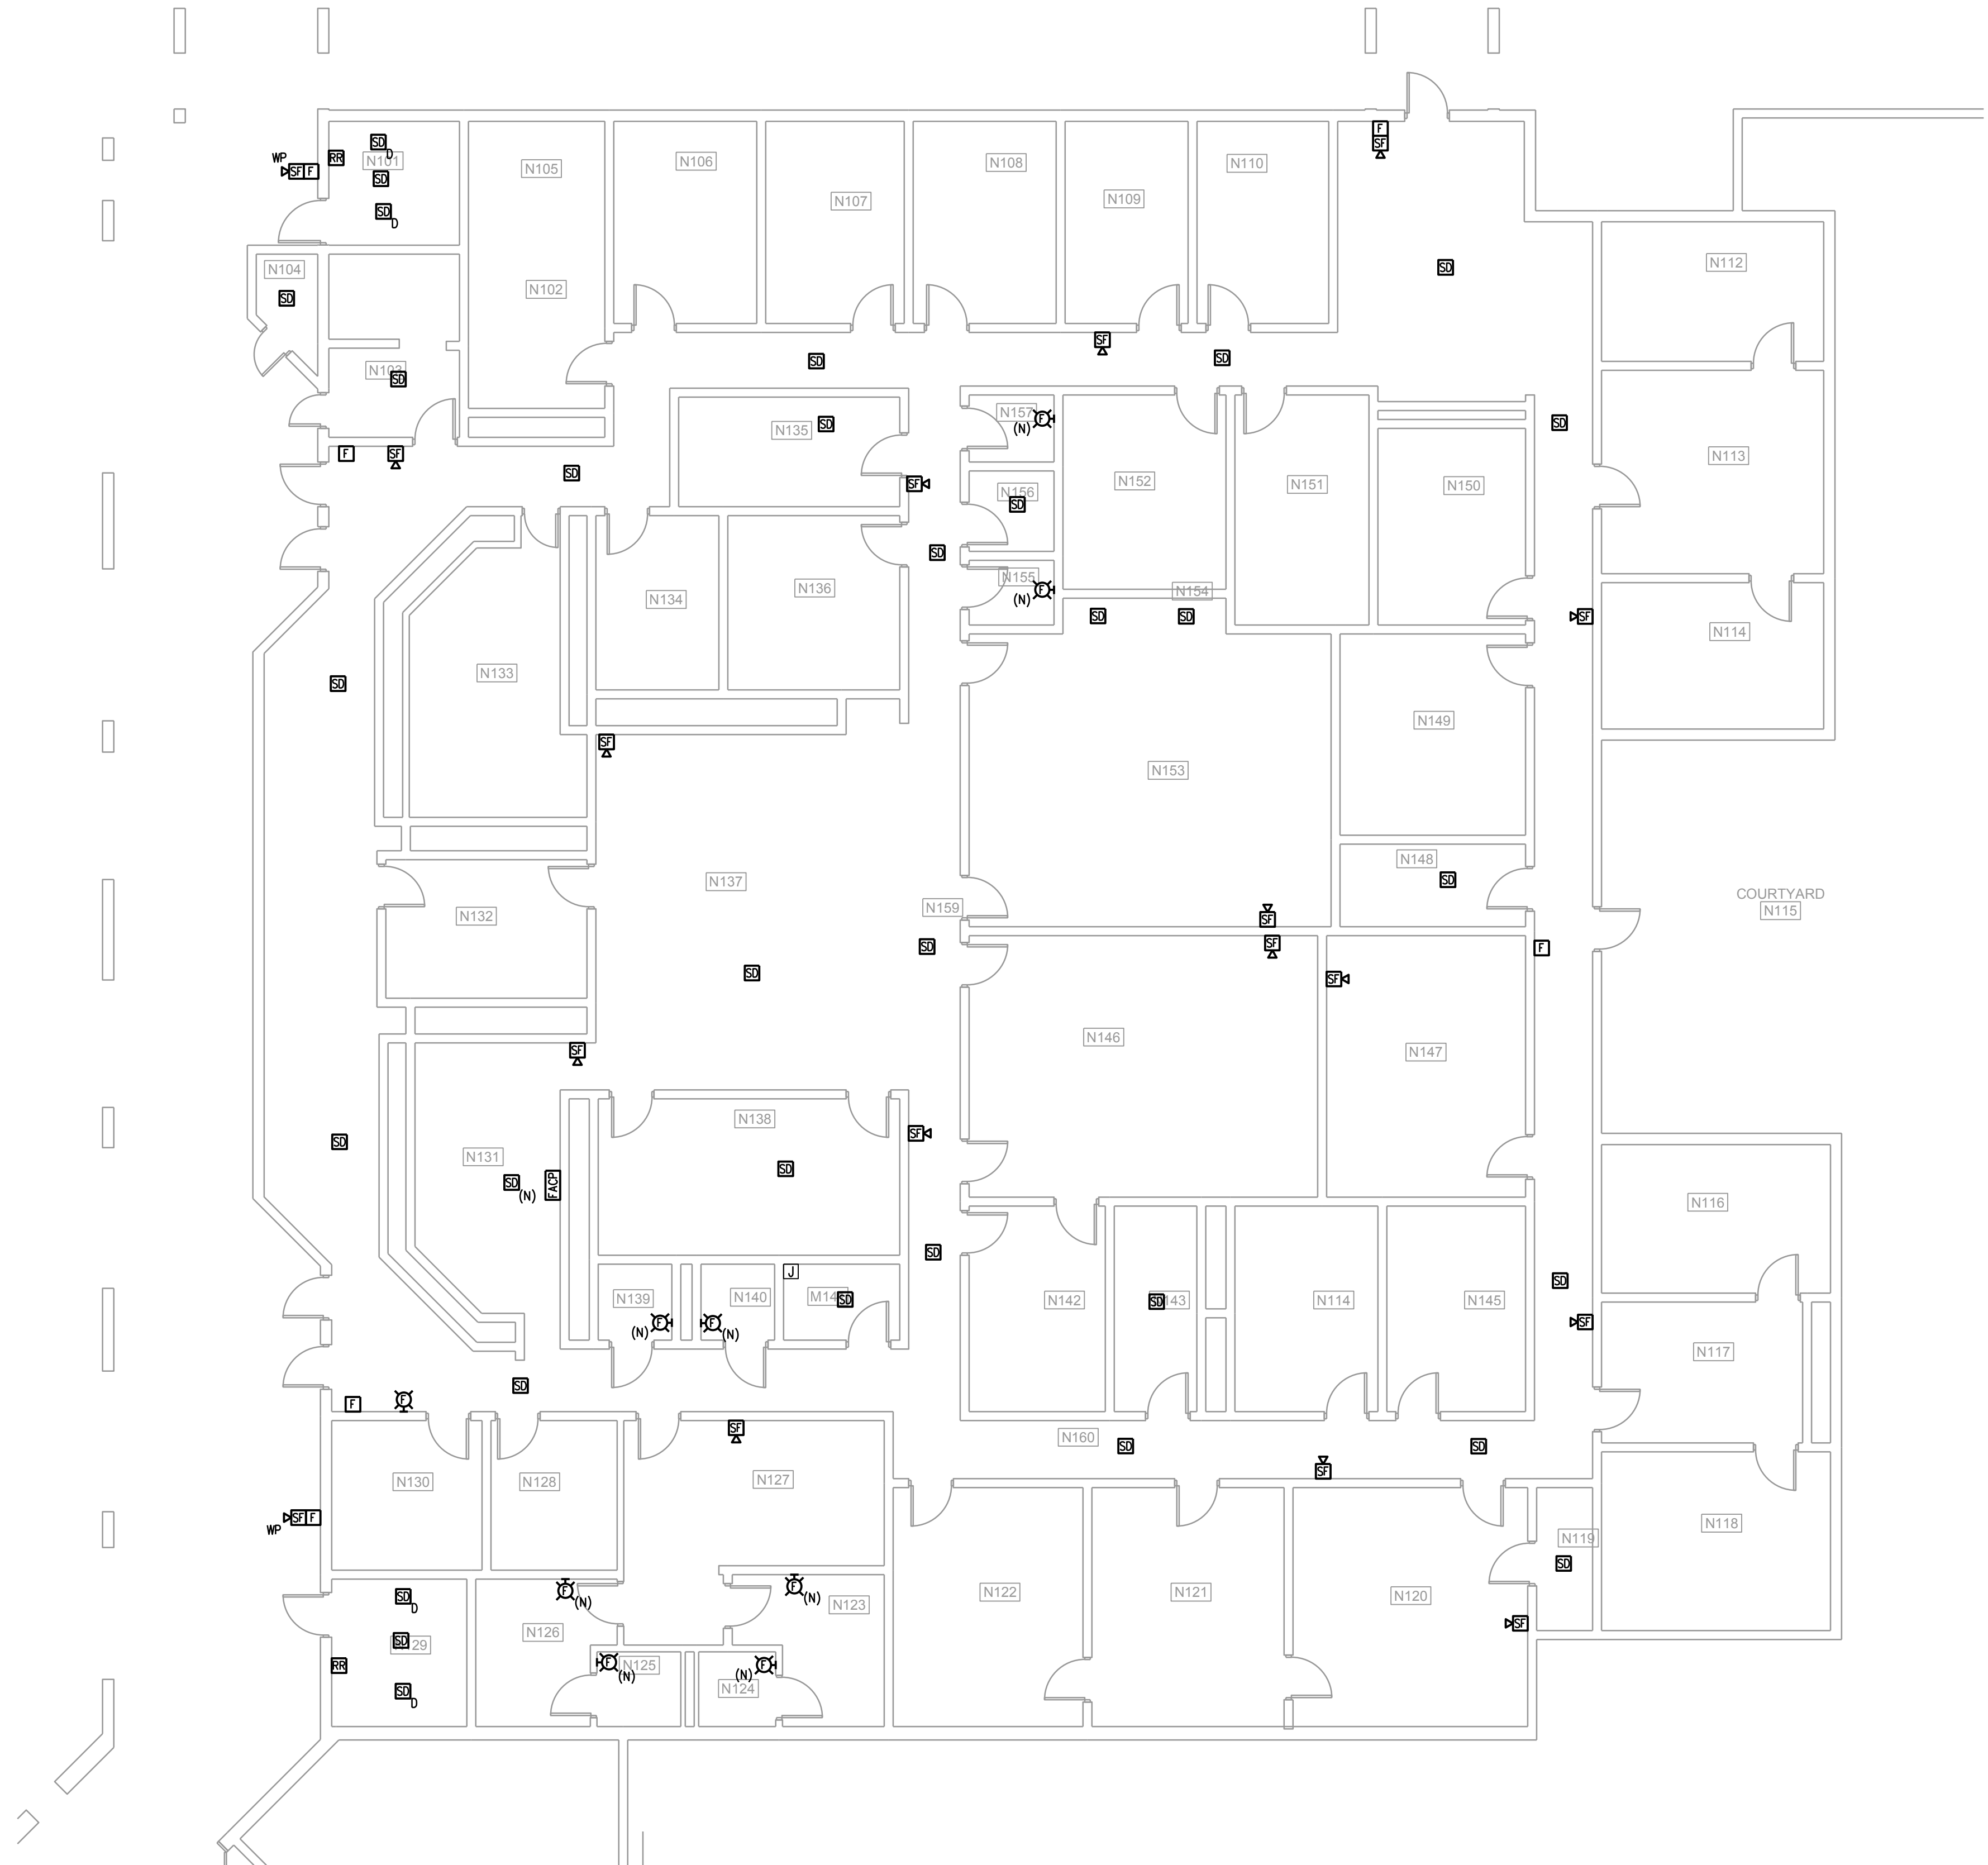 SD
D
WP
RR
N101
SF F
SD
SD
D
N105
N106
N107
N108
N109
N110
F
SF
N104
SD
N102
SD
N112
SF
SD
SD
N103
SD
F
SF
SD
N135
SD
N157
F
(N)
SD
N113
SF
N152
N151
N150
N156
SD
SD
N134
N136
N155
F
(N)
N154
SD
SD
SF
N114
N133
SD
N149
SF
N153
N148
SD
N137
N132
N159
SF
COURTYARD
N115
SD
SF
F
SD
SF
N146
N147
SF
N138
SF
SD
N131
SD
(N)
FACP
SD
N116
SD
J
SD
N139
F
(N)
N140
F
(N)
SD
N142
SD
N114
N145
SF
N117
SD
F
F
SF
N160
SD
SD
SF
N130
N128
N127
WP
SF F
N118
N119
SD
SD
D
F
(N)
F
(N)
N123
N122
N121
N120
SF
N126
SD
RR
F
N125
(N)
F
(N)
N124
SD
D